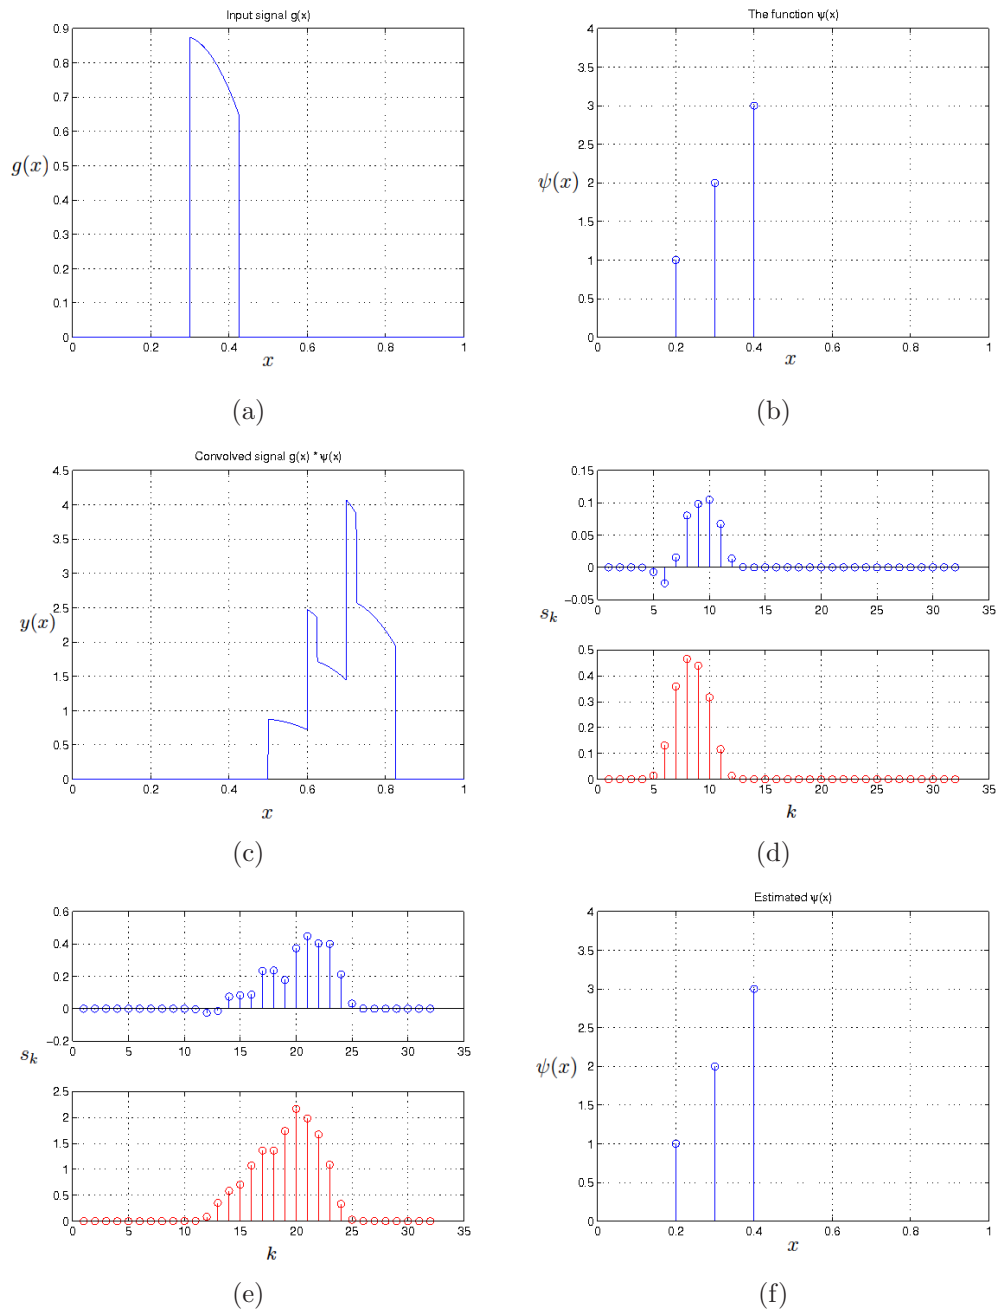 Input signal g(x)
0.9
0.8
0.7
0.6
0.5
0.4
0.3
0.2
0.1
0
g(x)
0 0.2 0.4 0.6 0.8 1
x
(a)
The function ψ(x)
4
3.5
3
2.5
2
1.5
1
0.5
0
ψ(x)
0 0.2 0.4 0.6 0.8 1
x
(b)
Convolved signal g(x) * ψ(x)
4.5
4
3.5
3
2.5
2
1.5
1
0.5
0
y(x)
0 0.2 0.4 0.6 0.8 1
x
(c)
0.15
0.1
0.05
0
−0.05
0 5 10 15 20 25 30 35
s_k
0.5
0.4
0.3
0.2
0.1
0
0 5 10 15 20 25 30 35
k
(d)
0.6
0.4
0.2
0
−0.2
0 5 10 15 20 25 30 35
s_k
2.5
2
1.5
1
0.5
0
0 5 10 15 20 25 30 35
k
(e)
Estimated ψ(x)
4
3.5
3
2.5
2
1.5
1
0.5
0
ψ(x)
0 0.2 0.4 0.6 0.8 1
x
(f)